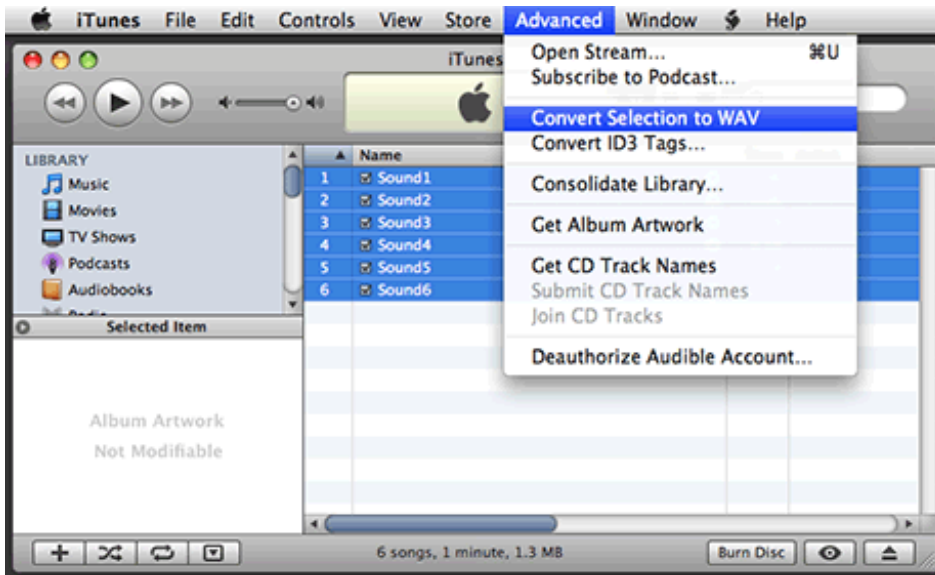 iTunes File Edit Controls View Store Advanced Window Help
iTunes
Open Stream... ⌘U
Subscribe to Podcast...
Convert Selection to WAV
Convert ID3 Tags...
Consolidate Library...
Get Album Artwork
Get CD Track Names
Submit CD Track Names
Join CD Tracks
Deauthorize Audible Account...
LIBRARY
Music
Movies
TV Shows
Podcasts
Audiobooks
Name
1 Sound1
2 Sound2
3 Sound3
4 Sound4
5 Sound5
6 Sound6
Selected Item
Album Artwork
Not Modifiable
6 songs, 1 minute, 1.3 MB
Burn Disc